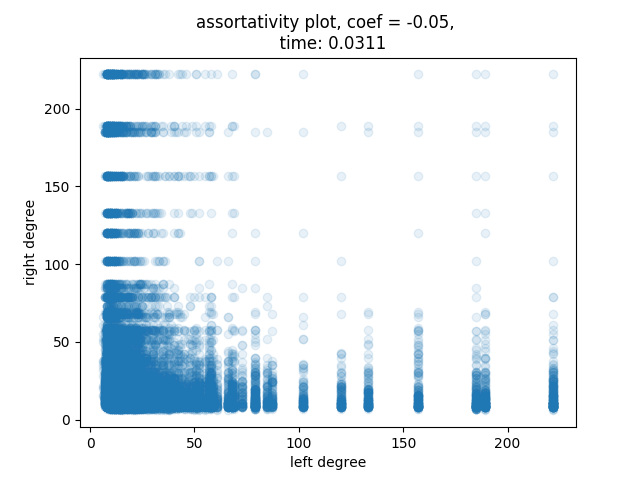 assortativity plot, coef = -0.05,
time: 0.0311
right degree
200
150
100
50
0
0 50 100 150 200
left degree